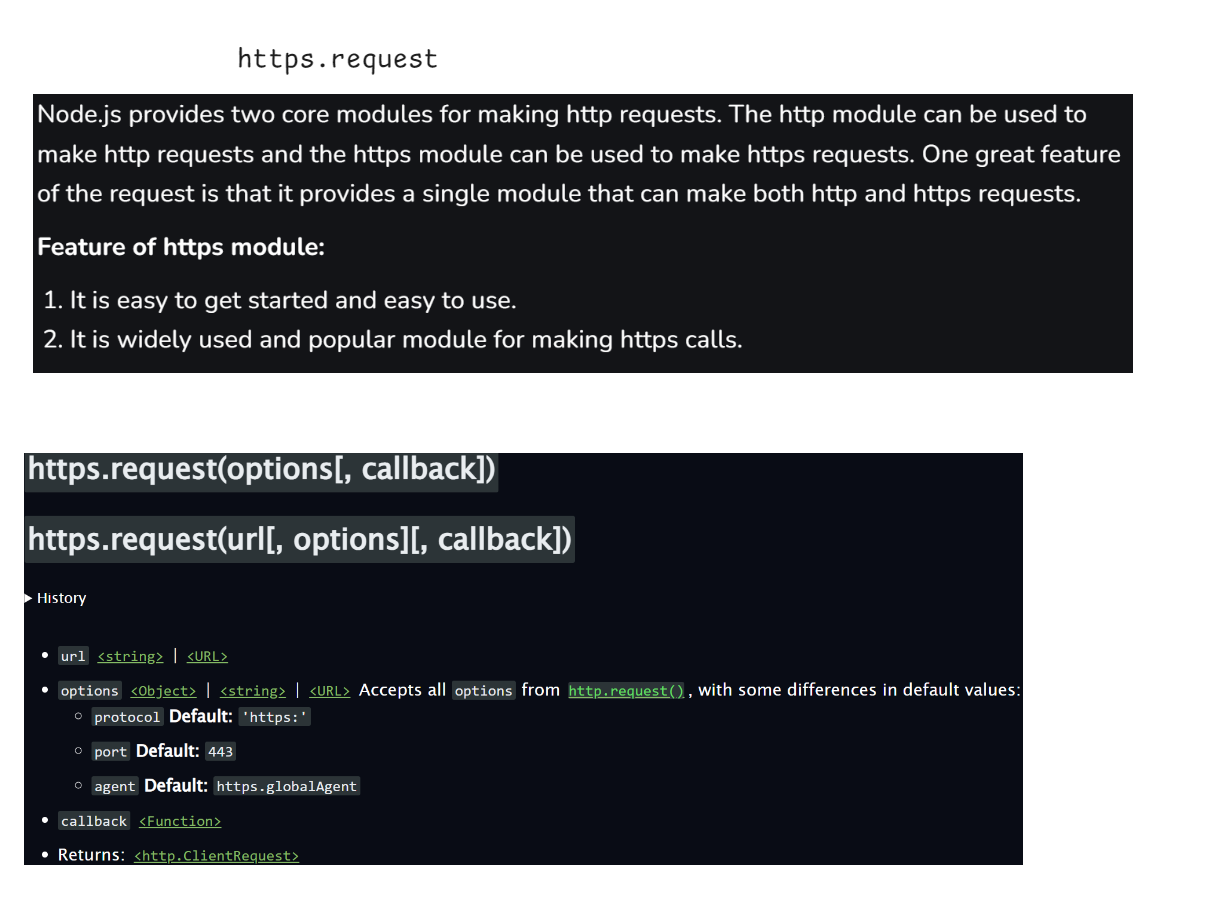 https.request
Node.js provides two core modules for making http requests. The http module can be used to
make http requests and the https module can be used to make https requests. One great feature
of the request is that it provides a single module that can make both http and https requests.
Feature of https module:
1. It is easy to get started and easy to use.
2. It is widely used and popular module for making https calls.
https.request(options[, callback])
https.request(url[, options][, callback])
▶ History
• url <string> | <URL>
• options <Object> | <string> | <URL> Accepts all options from http.request(), with some differences in default values:
◦ protocol Default: 'https:'
◦ port Default: 443
◦ agent Default: https.globalAgent
• callback <Function>
• Returns: <http.ClientRequest>